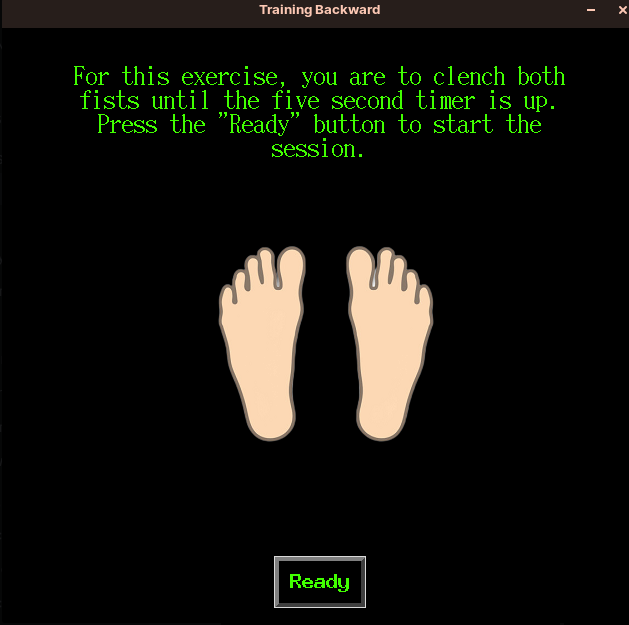 Training Backward
For this exercise, you are to clench both
fists until the five second timer is up.
Press the "Ready" button to start the
session.
Ready